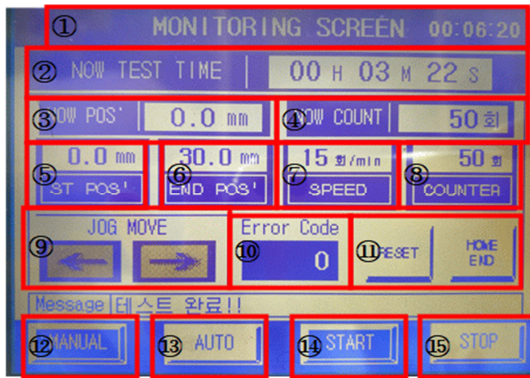 ① MONITORING SCREEN 00:06:20
② NOW TEST TIME 00 H 03 M 22 S
③ NOW POS' 0.0 mm ④ NOW COUNT 50 회
0.0 mm 30.0 mm 15 회/min 50 회
⑤ ST POS' ⑥ END POS' ⑦ SPEED ⑧ COUNTER
JOG MOVE Error Code
⑨ ⑩ 0 ⑪ RESET HOME END
Message 테스트 완료!!
⑫ MANUAL ⑬ AUTO ⑭ START ⑮ STOP